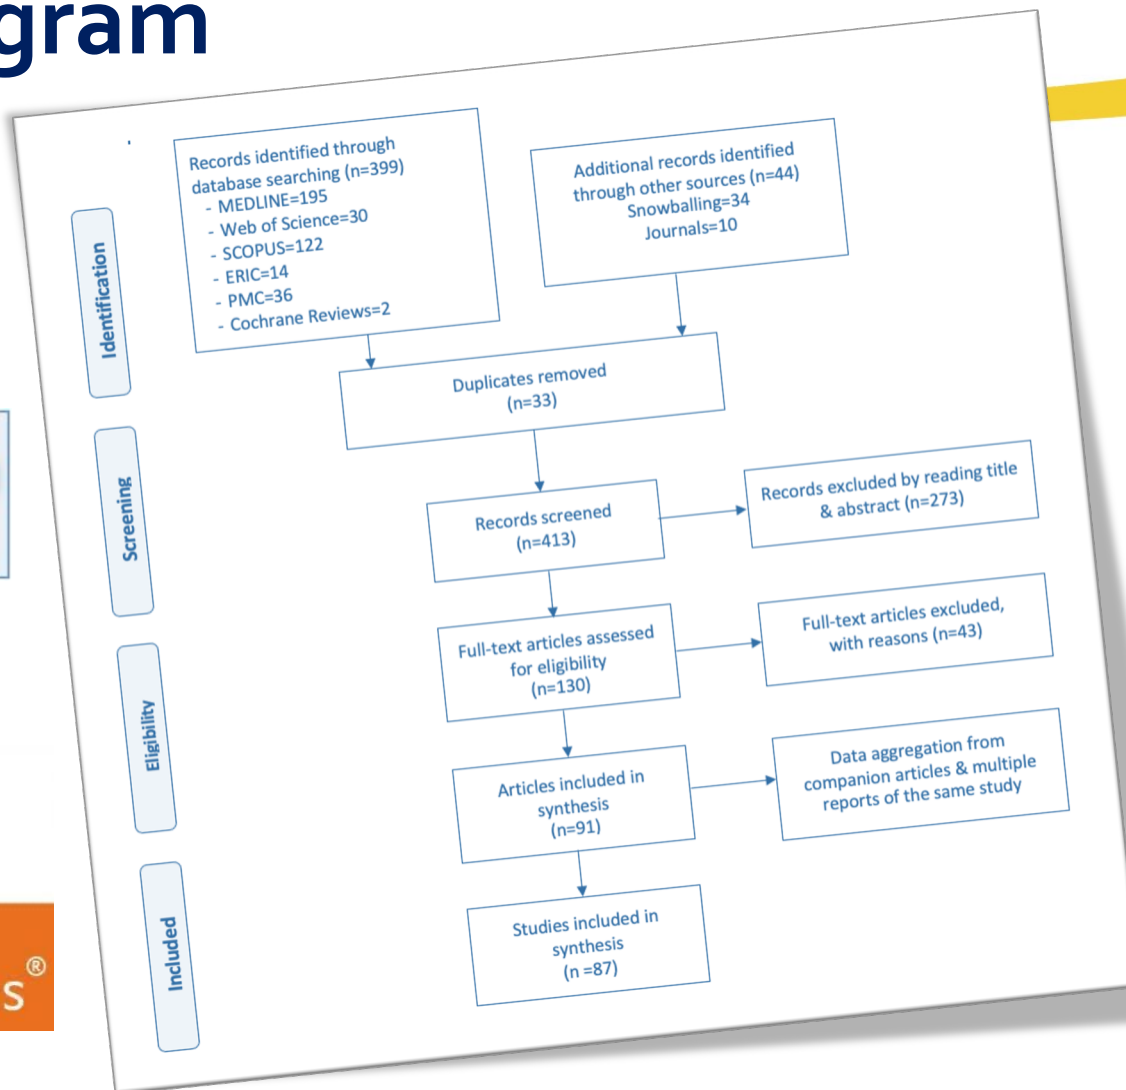 gram
Records identified through
database searching (n=399)
- MEDLINE=195
- Web of Science=30
- SCOPUS=122
- ERIC=14
- PMC=36
- Cochrane Reviews=2
Additional records identified
through other sources (n=44)
Snowballing=34
Journals=10
Identification
Duplicates removed
(n=33)
Screening
Records screened
(n=413)
Records excluded by reading title
& abstract (n=273)
Eligibility
Full-text articles assessed
for eligibility
(n=130)
Full-text articles excluded,
with reasons (n=43)
Articles included in
synthesis
(n=91)
Data aggregation from
companion articles & multiple
reports of the same study
Included
Studies included in
synthesis
(n =87)
s®